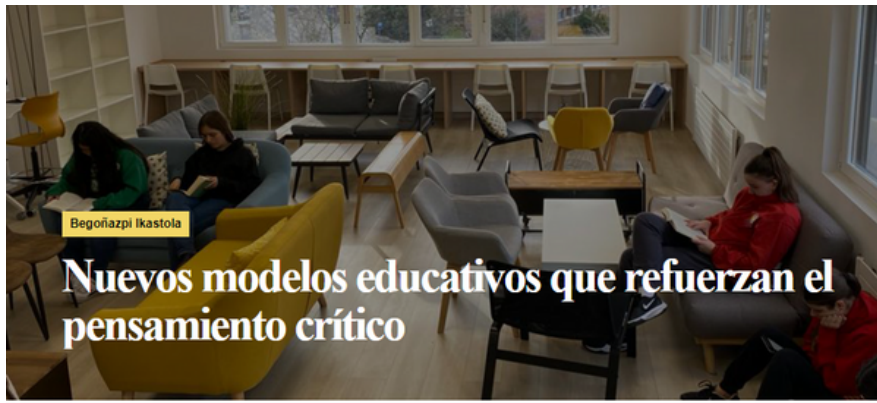 Begoñazpi Ikastola
Nuevos modelos educativos que refuerzan el
pensamiento crítico